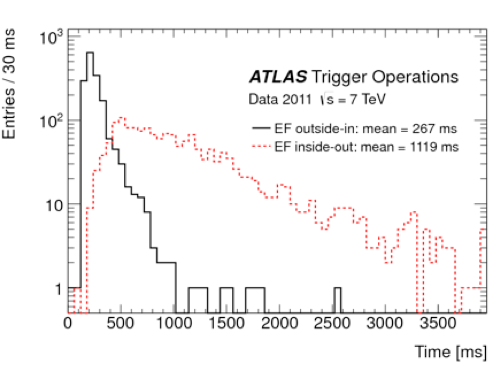 Entries / 30 ms
10³
10²
10
1
ATLAS Trigger Operations
Data 2011 √s = 7 TeV
EF outside-in: mean = 267 ms
EF inside-out: mean = 1119 ms
0 500 1000 1500 2000 2500 3000 3500
Time [ms]